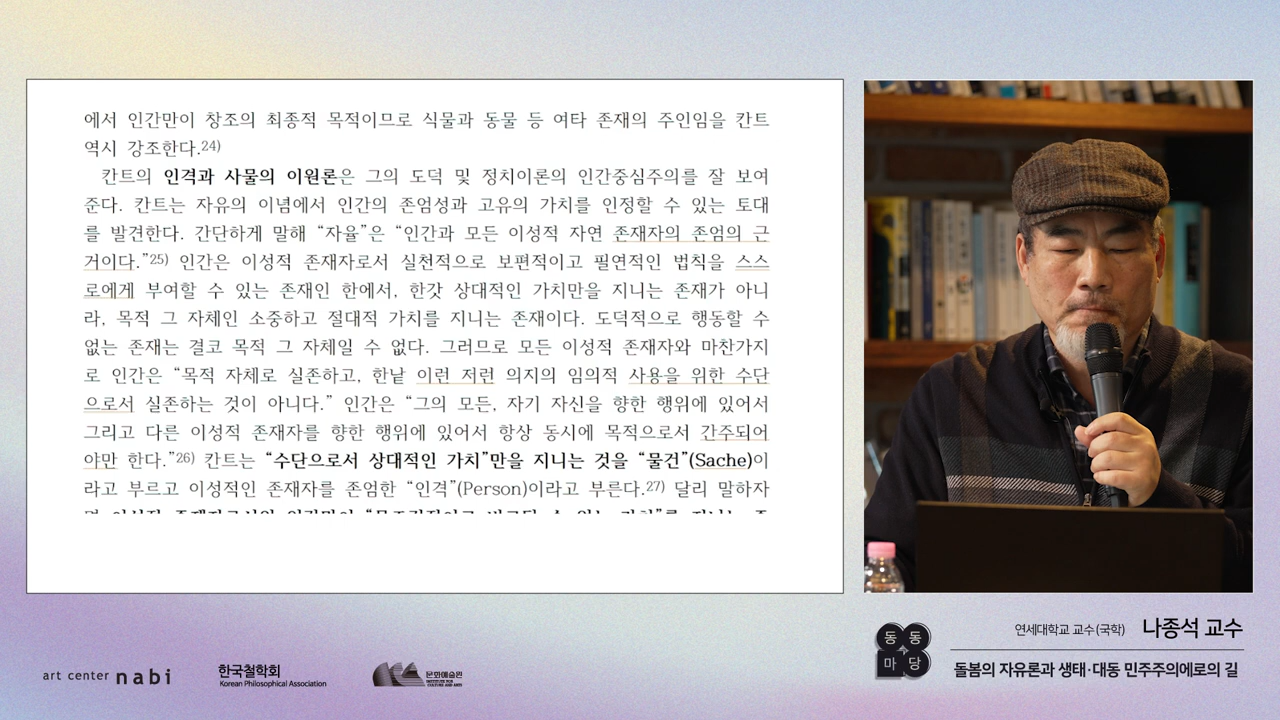 에서 인간만이 창조의 최종적 목적이므로 식물과 동물 등 여타 존재의 주인임을 칸트
역시 강조한다.24)
칸트의 인격과 사물의 이원론은 그의 도덕 및 정치이론의 인간중심주의를 잘 보여
준다. 칸트는 자유의 이념에서 인간의 존엄성과 고유의 가치를 인정할 수 있는 토대
를 발견한다. 간단하게 말해 “자율”은 “인간과 모든 이성적 자연 존재자의 존엄의 근
거이다.”25) 인간은 이성적 존재자로서 실천적으로 보편적이고 필연적인 법칙을 스스
로에게 부여할 수 있는 존재인 한에서, 한갓 상대적인 가치만을 지니는 존재가 아니
라, 목적 그 자체인 소중하고 절대적 가치를 지니는 존재이다. 도덕적으로 행동할 수
없는 존재는 결코 목적 그 자체일 수 없다. 그러므로 모든 이성적 존재자와 마찬가지
로 인간은 “목적 자체로 실존하고, 한낱 이런 저런 의지의 임의적 사용을 위한 수단
으로서 실존하는 것이 아니다.” 인간은 “그의 모든, 자기 자신을 향한 행위에 있어서
그리고 다른 이성적 존재자를 향한 행위에 있어서 항상 동시에 목적으로서 간주되어
야만 한다.”26) 칸트는 “수단으로서 상대적인 가치”만을 지니는 것을 “물건”(Sache)이
라고 부르고 이성적인 존재자를 존엄한 “인격”(Person)이라고 부른다.27) 달리 말하자
art center nabi
한국철학회
Korean Philosophical Association
문화예술원
INSTITUTE FOR
CULTURE AND ARTS
동 동
마 당
연세대학교 교수(국학) 나종석 교수
돌봄의 자유론과 생태·대동 민주주의에로의 길